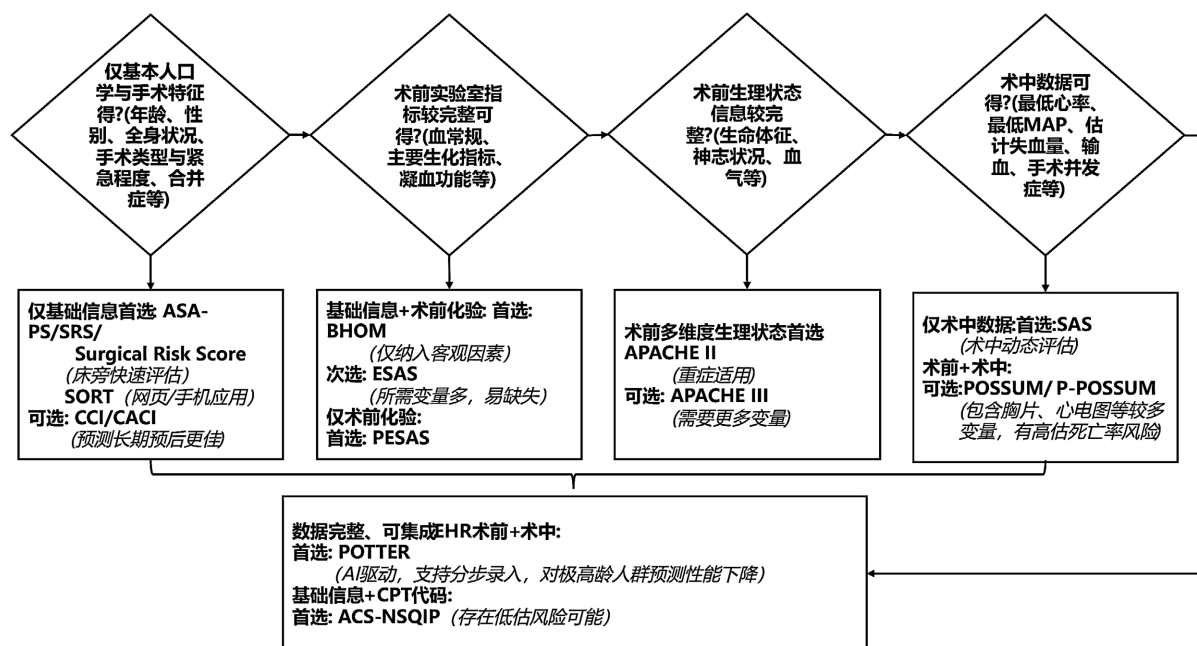 仅基本人口
学与手术特征
得?(年龄、性
别、全身状况、
手术类型与紧
急程度、合并
症等)
术前实验室指
标较完整可
得?(血常规、
主要生化指标、
凝血功能等)
术前生理状态
信息较完
整?(生命体征、
神志状况、血
气等)
术中数据可
得?(最低心率、
最低MAP、估
计失血量、输
血、手术并发
症等)
仅基础信息首选: ASA-
PS/SRS/
Surgical Risk Score
(床旁快速评估)
SORT（网页/手机应用）
可选: CCI/CACI
(预测长期预后更佳)
基础信息+术前化验: 首选:
BHOM
(仅纳入客观因素)
次选: ESAS
(所需变量多，易缺失)
仅术前化验:
首选: PESAS
术前多维度生理状态首选
APACHE II
(重症适用)
可选: APACHE III
(需要更多变量)
仅术中数据:首选:SAS
(术中动态评估)
术前+术中:
可选:POSSUM/ P-POSSUM
(包含胸片、心电图等较多
变量，有高估死亡率风险)
数据完整、可集成EHR术前+术中:
首选: POTTER
(AI驱动，支持分步录入，对极高龄人群预测性能下降)
基础信息+CPT代码:
首选: ACS-NSQIP（存在低估风险可能）